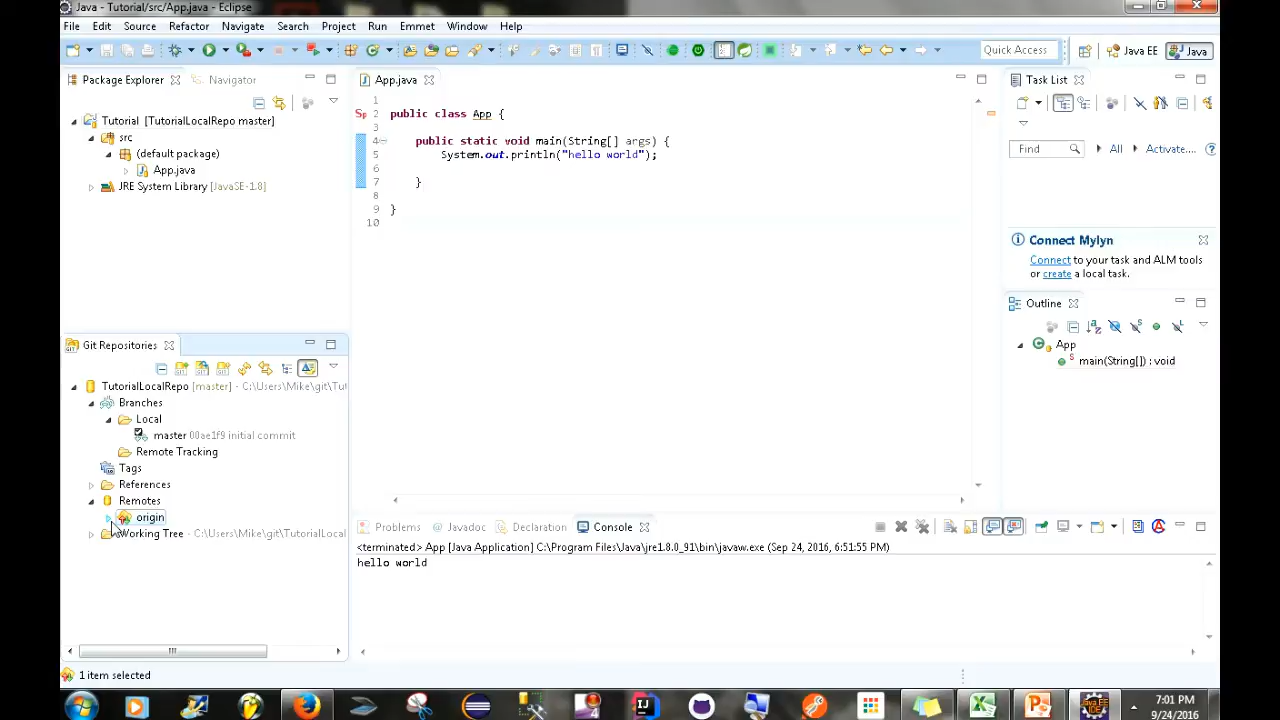 Java - Tutorial/src/App.java - Eclipse
File Edit Source Refactor Navigate Search Project Run Emmet Window Help
Quick Access Java EE Java
Package Explorer Navigator
Tutorial [TutorialLocalRepo master]
src
(default package)
App.java
JRE System Library [JavaSE-1.8]
App.java
1
2 public class App {
3
4 public static void main(String[] args) {
5 System.out.println("hello world");
6
7 }
8
9 }
10
Task List
Find All Activate...
Connect Mylyn
Connect to your task and ALM tools
or create a local task.
Outline
App
main(String[]) : void
Git Repositories
TutorialLocalRepo [master] - C:\Users\Mike\git\Tut
Branches
Local
master 00ae1f9 initial commit
Remote Tracking
Tags
References
Remotes
origin
Working Tree - C:\Users\Mike\git\TutorialLocal
Problems Javadoc Declaration Console
<terminated> App [Java Application] C:\Program Files\Java\jre1.8.0_91\bin\javaw.exe (Sep 24, 2016, 6:51:55 PM)
hello world
1 item selected
7:01 PM
9/24/2016